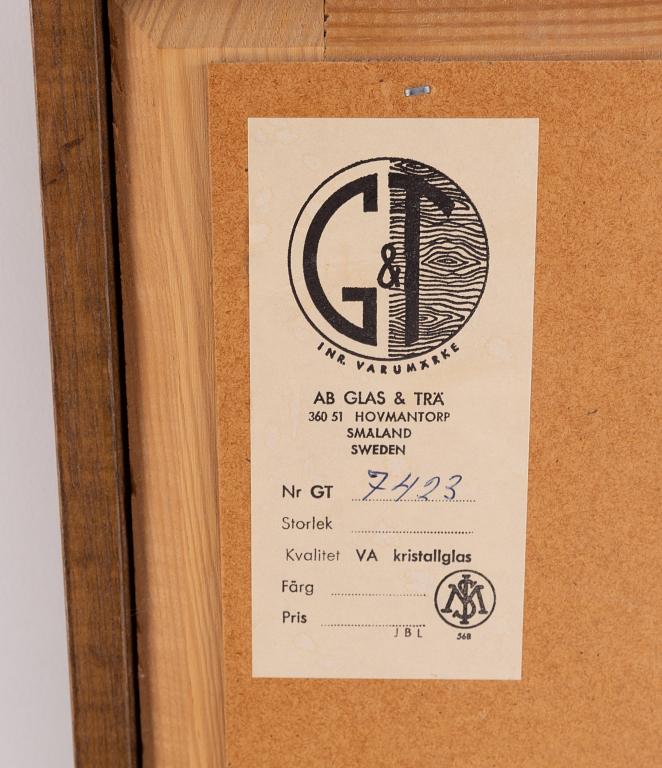 G&T
INR. VARUMÄRKE
AB GLAS & TRÄ
360 51 HOVMANTORP
SMÅLAND
SWEDEN
Nr GT 7423
Storlek
Kvalitet VA kristallglas
Färg
Pris
JBL
568